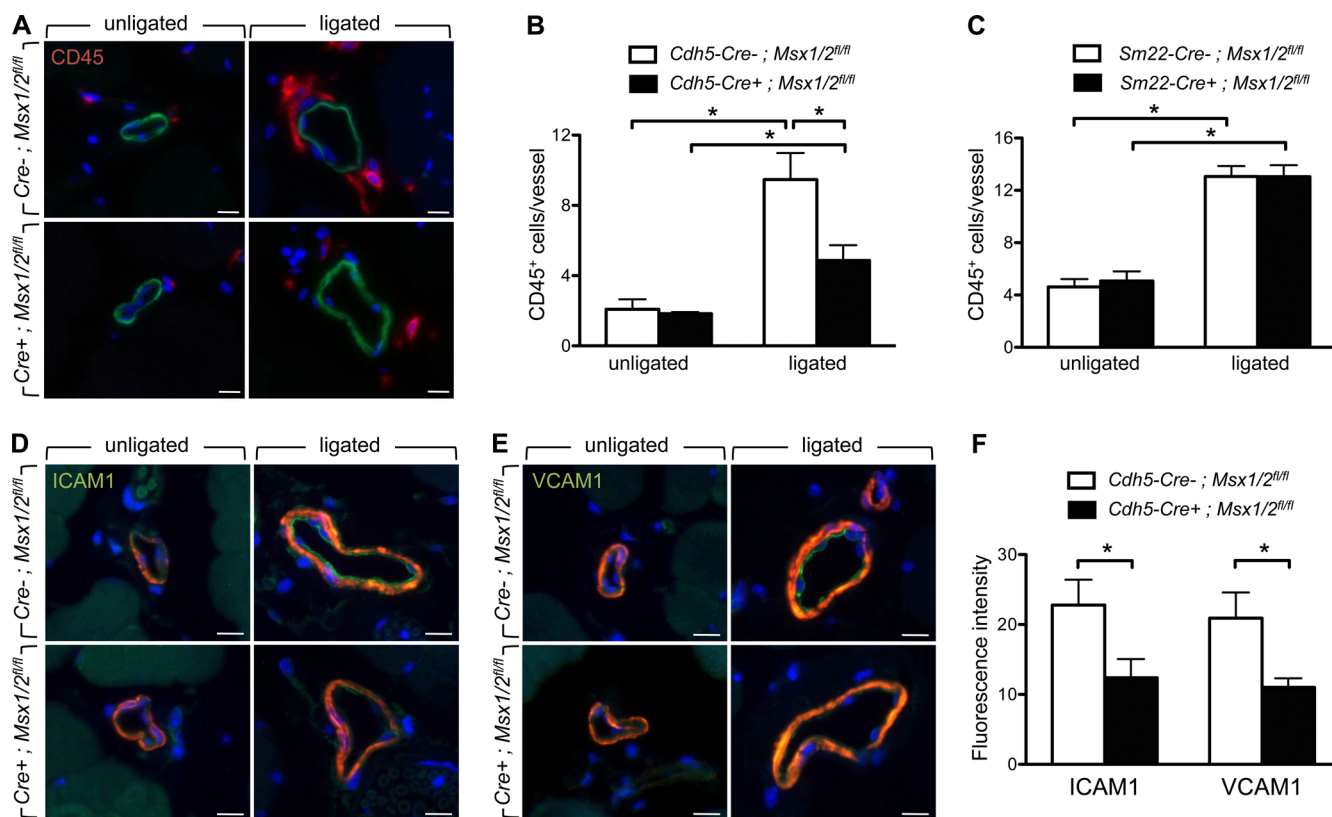 A
unligated
ligated
CD45
Cre- ; Msx1/2fl/fl
Cre+ ; Msx1/2fl/fl
B
Cdh5-Cre- ; Msx1/2fl/fl
Cdh5-Cre+ ; Msx1/2fl/fl
* *
*
CD45+ cells/vessel
12
8
4
0
unligated ligated
C
Sm22-Cre- ; Msx1/2fl/fl
Sm22-Cre+ ; Msx1/2fl/fl
*
*
CD45+ cells/vessel
16
12
8
4
0
unligated ligated
D
unligated
ligated
ICAM1
Cre- ; Msx1/2fl/fl
Cre+ ; Msx1/2fl/fl
E
unligated
ligated
VCAM1
Cre- ; Msx1/2fl/fl
Cre+ ; Msx1/2fl/fl
F
Cdh5-Cre- ; Msx1/2fl/fl
Cdh5-Cre+ ; Msx1/2fl/fl
* *
Fluorescence intensity
30
20
10
0
ICAM1 VCAM1